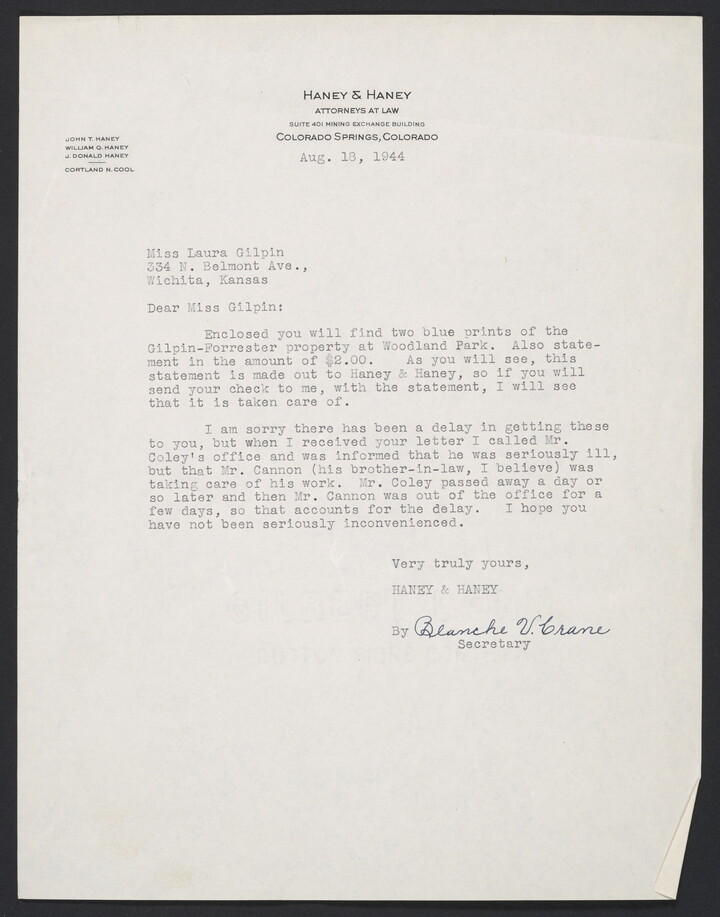 HANEY & HANEY
ATTORNEYS AT LAW
SUITE 401 MINING EXCHANGE BUILDING
COLORADO SPRINGS, COLORADO
JOHN T. HANEY
WILLIAM Q. HANEY
J. DONALD HANEY
CORTLAND N. COOL
Aug. 18, 1944
Miss Laura Gilpin
334 N. Belmont Ave.,
Wichita, Kansas
Dear Miss Gilpin:
Enclosed you will find two blue prints of the
Gilpin-Forrester property at Woodland Park. Also state-
ment in the amount of $2.00. As you will see, this
statement is made out to Haney & Haney, so if you will
send your check to me, with the statement, I will see
that it is taken care of.
I am sorry there has been a delay in getting these
to you, but when I received your letter I called Mr.
Coley's office and was informed that he was seriously ill,
but that Mr. Cannon (his brother-in-law, I believe) was
taking care of his work. Mr. Coley passed away a day or
so later and then Mr. Cannon was out of the office for a
few days, so that accounts for the delay. I hope you
have not been seriously inconvenienced.
Very truly yours,
HANEY & HANEY
By Blanche V. Crane
Secretary